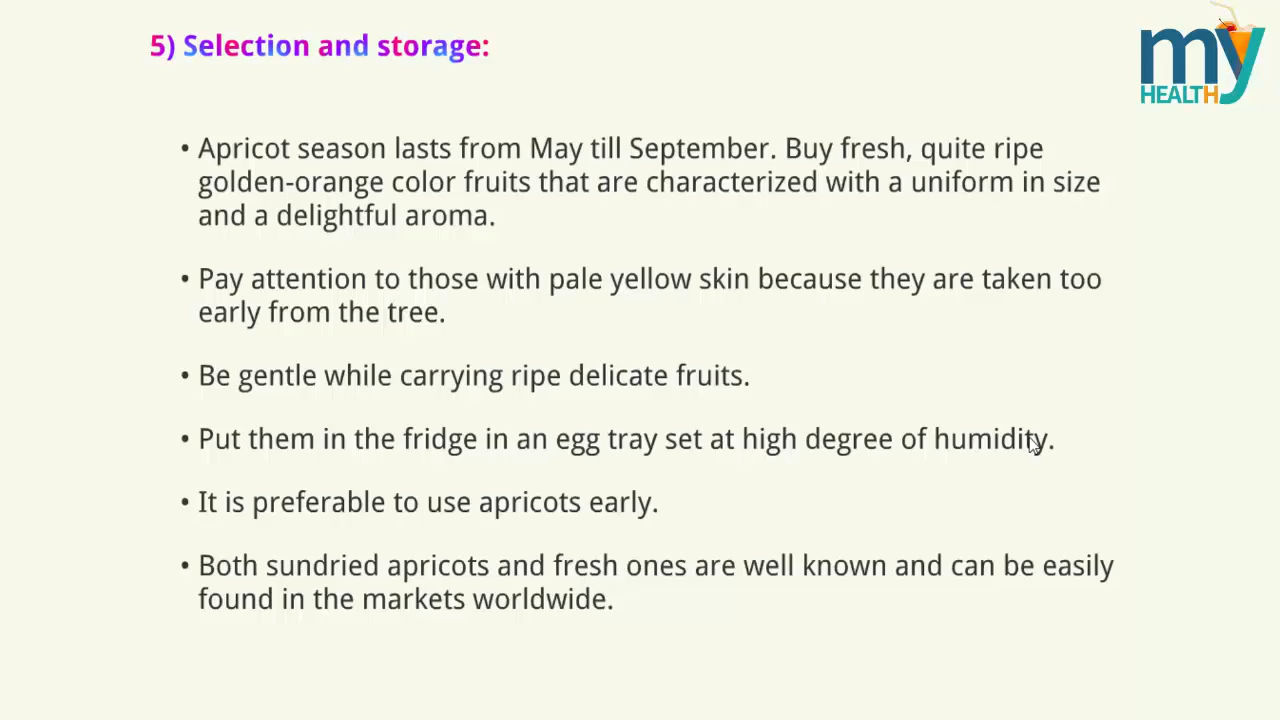 5) Selection and storage:
my
HEALTH
• Apricot season lasts from May till September. Buy fresh, quite ripe
golden-orange color fruits that are characterized with a uniform in size
and a delightful aroma.
• Pay attention to those with pale yellow skin because they are taken too
early from the tree.
• Be gentle while carrying ripe delicate fruits.
• Put them in the fridge in an egg tray set at high degree of humidity.
• It is preferable to use apricots early.
• Both sundried apricots and fresh ones are well known and can be easily
found in the markets worldwide.